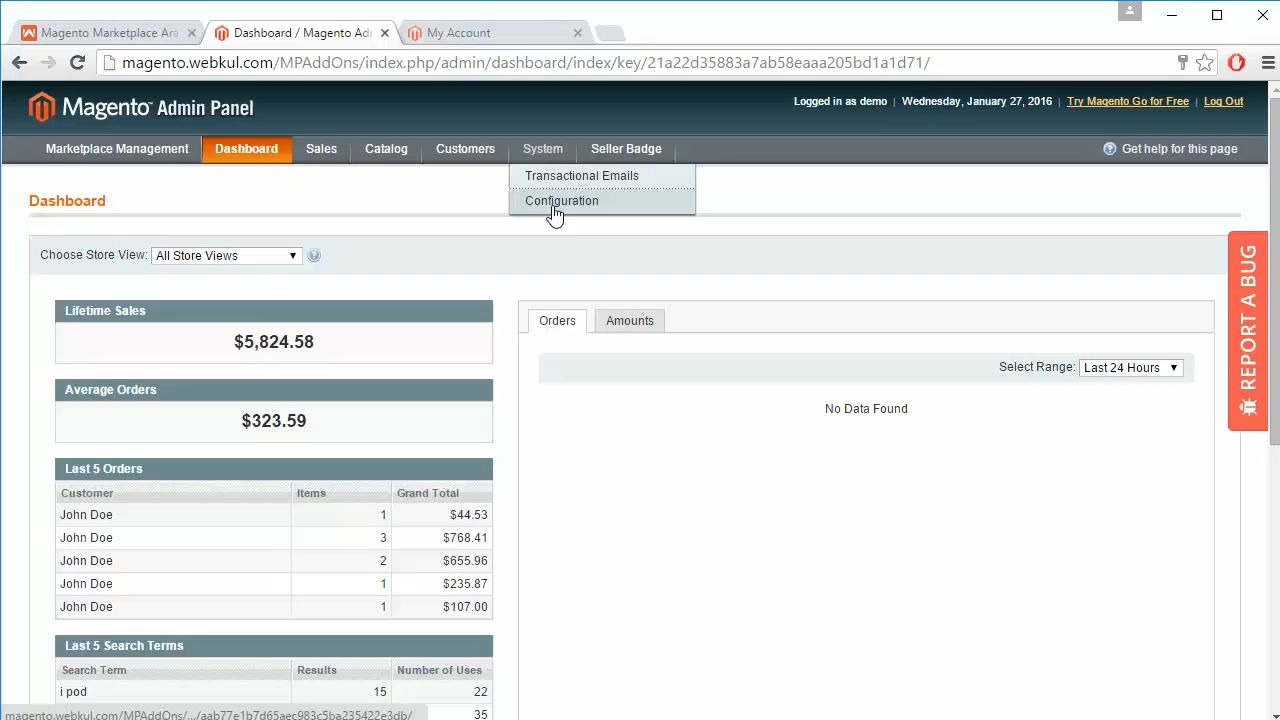 Magento Marketplace Ara
Dashboard / Magento Ad
My Account
magento.webkul.com/MPAddOns/index.php/admin/dashboard/index/key/21a22d35883a7ab58eaaa205bd1a1d71/
Magento Admin Panel
Logged in as demo | Wednesday, January 27, 2016 | Try Magento Go for Free | Log Out
Marketplace Management
Dashboard
Sales
Catalog
Customers
System
Seller Badge
Get help for this page
Transactional Emails
Configuration
Dashboard
Choose Store View: All Store Views
Lifetime Sales
$5,824.58
Average Orders
$323.59
Last 5 Orders
Customer Items Grand Total
John Doe 1 $44.53
John Doe 3 $768.41
John Doe 2 $655.96
John Doe 1 $235.87
John Doe 1 $107.00
Last 5 Search Terms
Search Term Results Number of Uses
i pod 15 22
35
Orders
Amounts
Select Range: Last 24 Hours
No Data Found
REPORT A BUG
magento.webkul.com/MPAddOns/.../aab77e1b7d65aec983c5ba235422e3db/